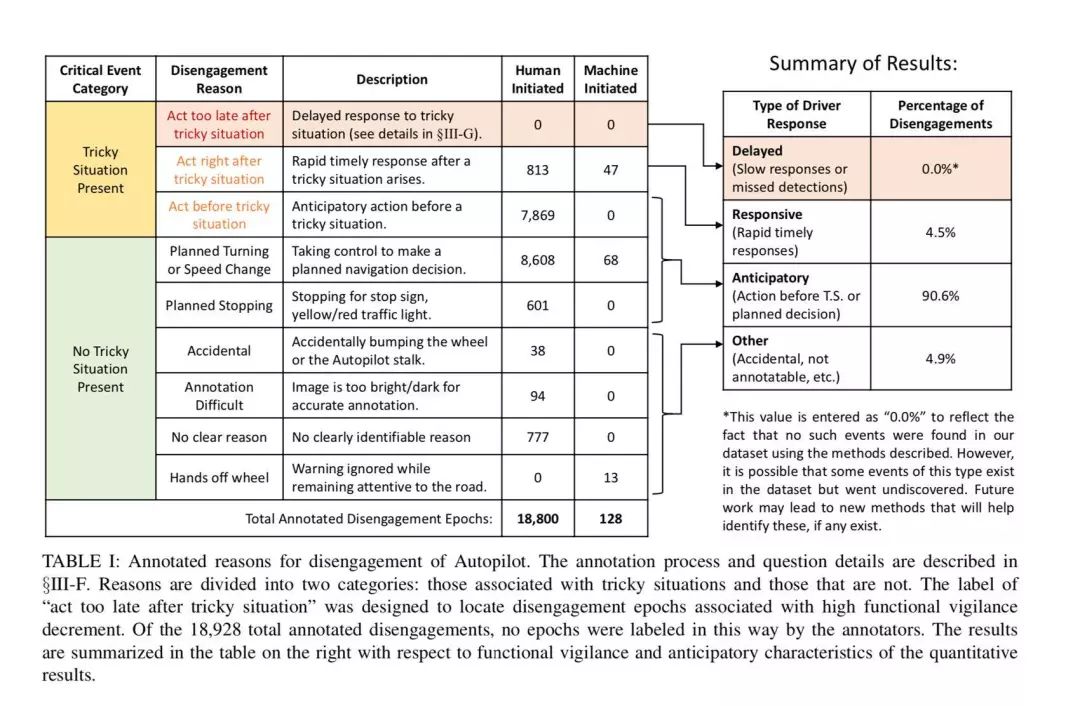 Critical Event Category | Disengagement Reason | Description | Human Initiated | Machine Initiated
Tricky Situation Present
Act too late after tricky situation | Delayed response to tricky situation (see details in §III-G). | 0 | 0
Act right after tricky situation | Rapid timely response after a tricky situation arises. | 813 | 47
Act before tricky situation | Anticipatory action before a tricky situation. | 7,869 | 0
No Tricky Situation Present
Planned Turning or Speed Change | Taking control to make a planned navigation decision. | 8,608 | 68
Planned Stopping | Stopping for stop sign, yellow/red traffic light. | 601 | 0
Accidental | Accidentally bumping the wheel or the Autopilot stalk. | 38 | 0
Annotation Difficult | Image is too bright/dark for accurate annotation. | 94 | 0
No clear reason | No clearly identifiable reason | 777 | 0
Hands off wheel | Warning ignored while remaining attentive to the road. | 0 | 13
Total Annotated Disengagement Epochs: | 18,800 | 128
Summary of Results:
Type of Driver Response | Percentage of Disengagements
Delayed (Slow responses or missed detections) | 0.0%*
Responsive (Rapid timely responses) | 4.5%
Anticipatory (Action before T.S. or planned decision) | 90.6%
Other (Accidental, not annotatable, etc.) | 4.9%
*This value is entered as “0.0%” to reflect the
fact that no such events were found in our
dataset using the methods described. However,
it is possible that some events of this type exist
in the dataset but went undiscovered. Future
work may lead to new methods that will help
identify these, if any exist.
TABLE I: Annotated reasons for disengagement of Autopilot. The annotation process and question details are described in
§III-F. Reasons are divided into two categories: those associated with tricky situations and those that are not. The label of
“act too late after tricky situation” was designed to locate disengagement epochs associated with high functional vigilance
decrement. Of the 18,928 total annotated disengagements, no epochs were labeled in this way by the annotators. The results
are summarized in the table on the right with respect to functional vigilance and anticipatory characteristics of the quantitative
results.